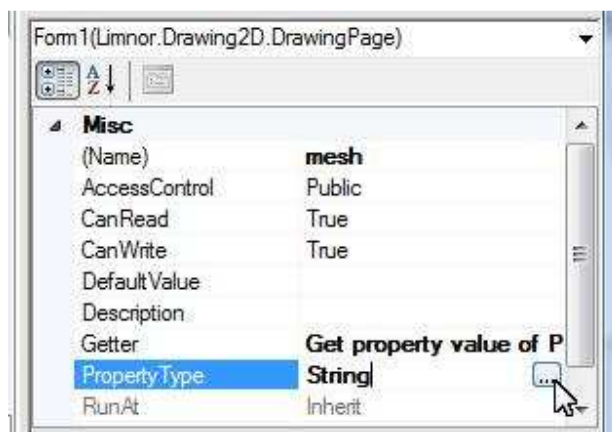 Form1(Limnor.Drawing2D.DrawingPage)
A
Z
Misc
(Name) mesh
AccessControl Public
CanRead True
CanWrite True
DefaultValue
Description
Getter Get property value of P
PropertyType String ...
RunAt Inherit